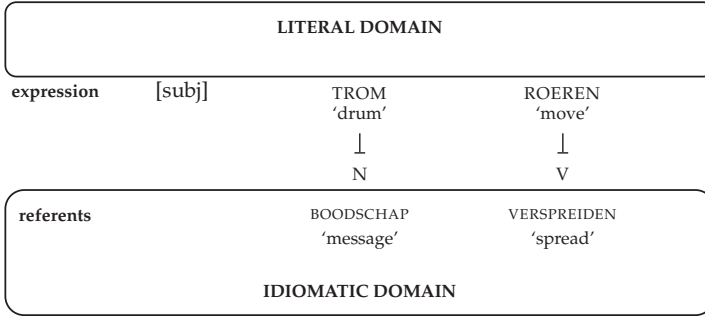 LITERAL DOMAIN
expression [subj] TROM ROEREN
‘drum’ ‘move’
N V
referents BOODSCHAP VERSPREIDEN
‘message’ ‘spread’
IDIOMATIC DOMAIN